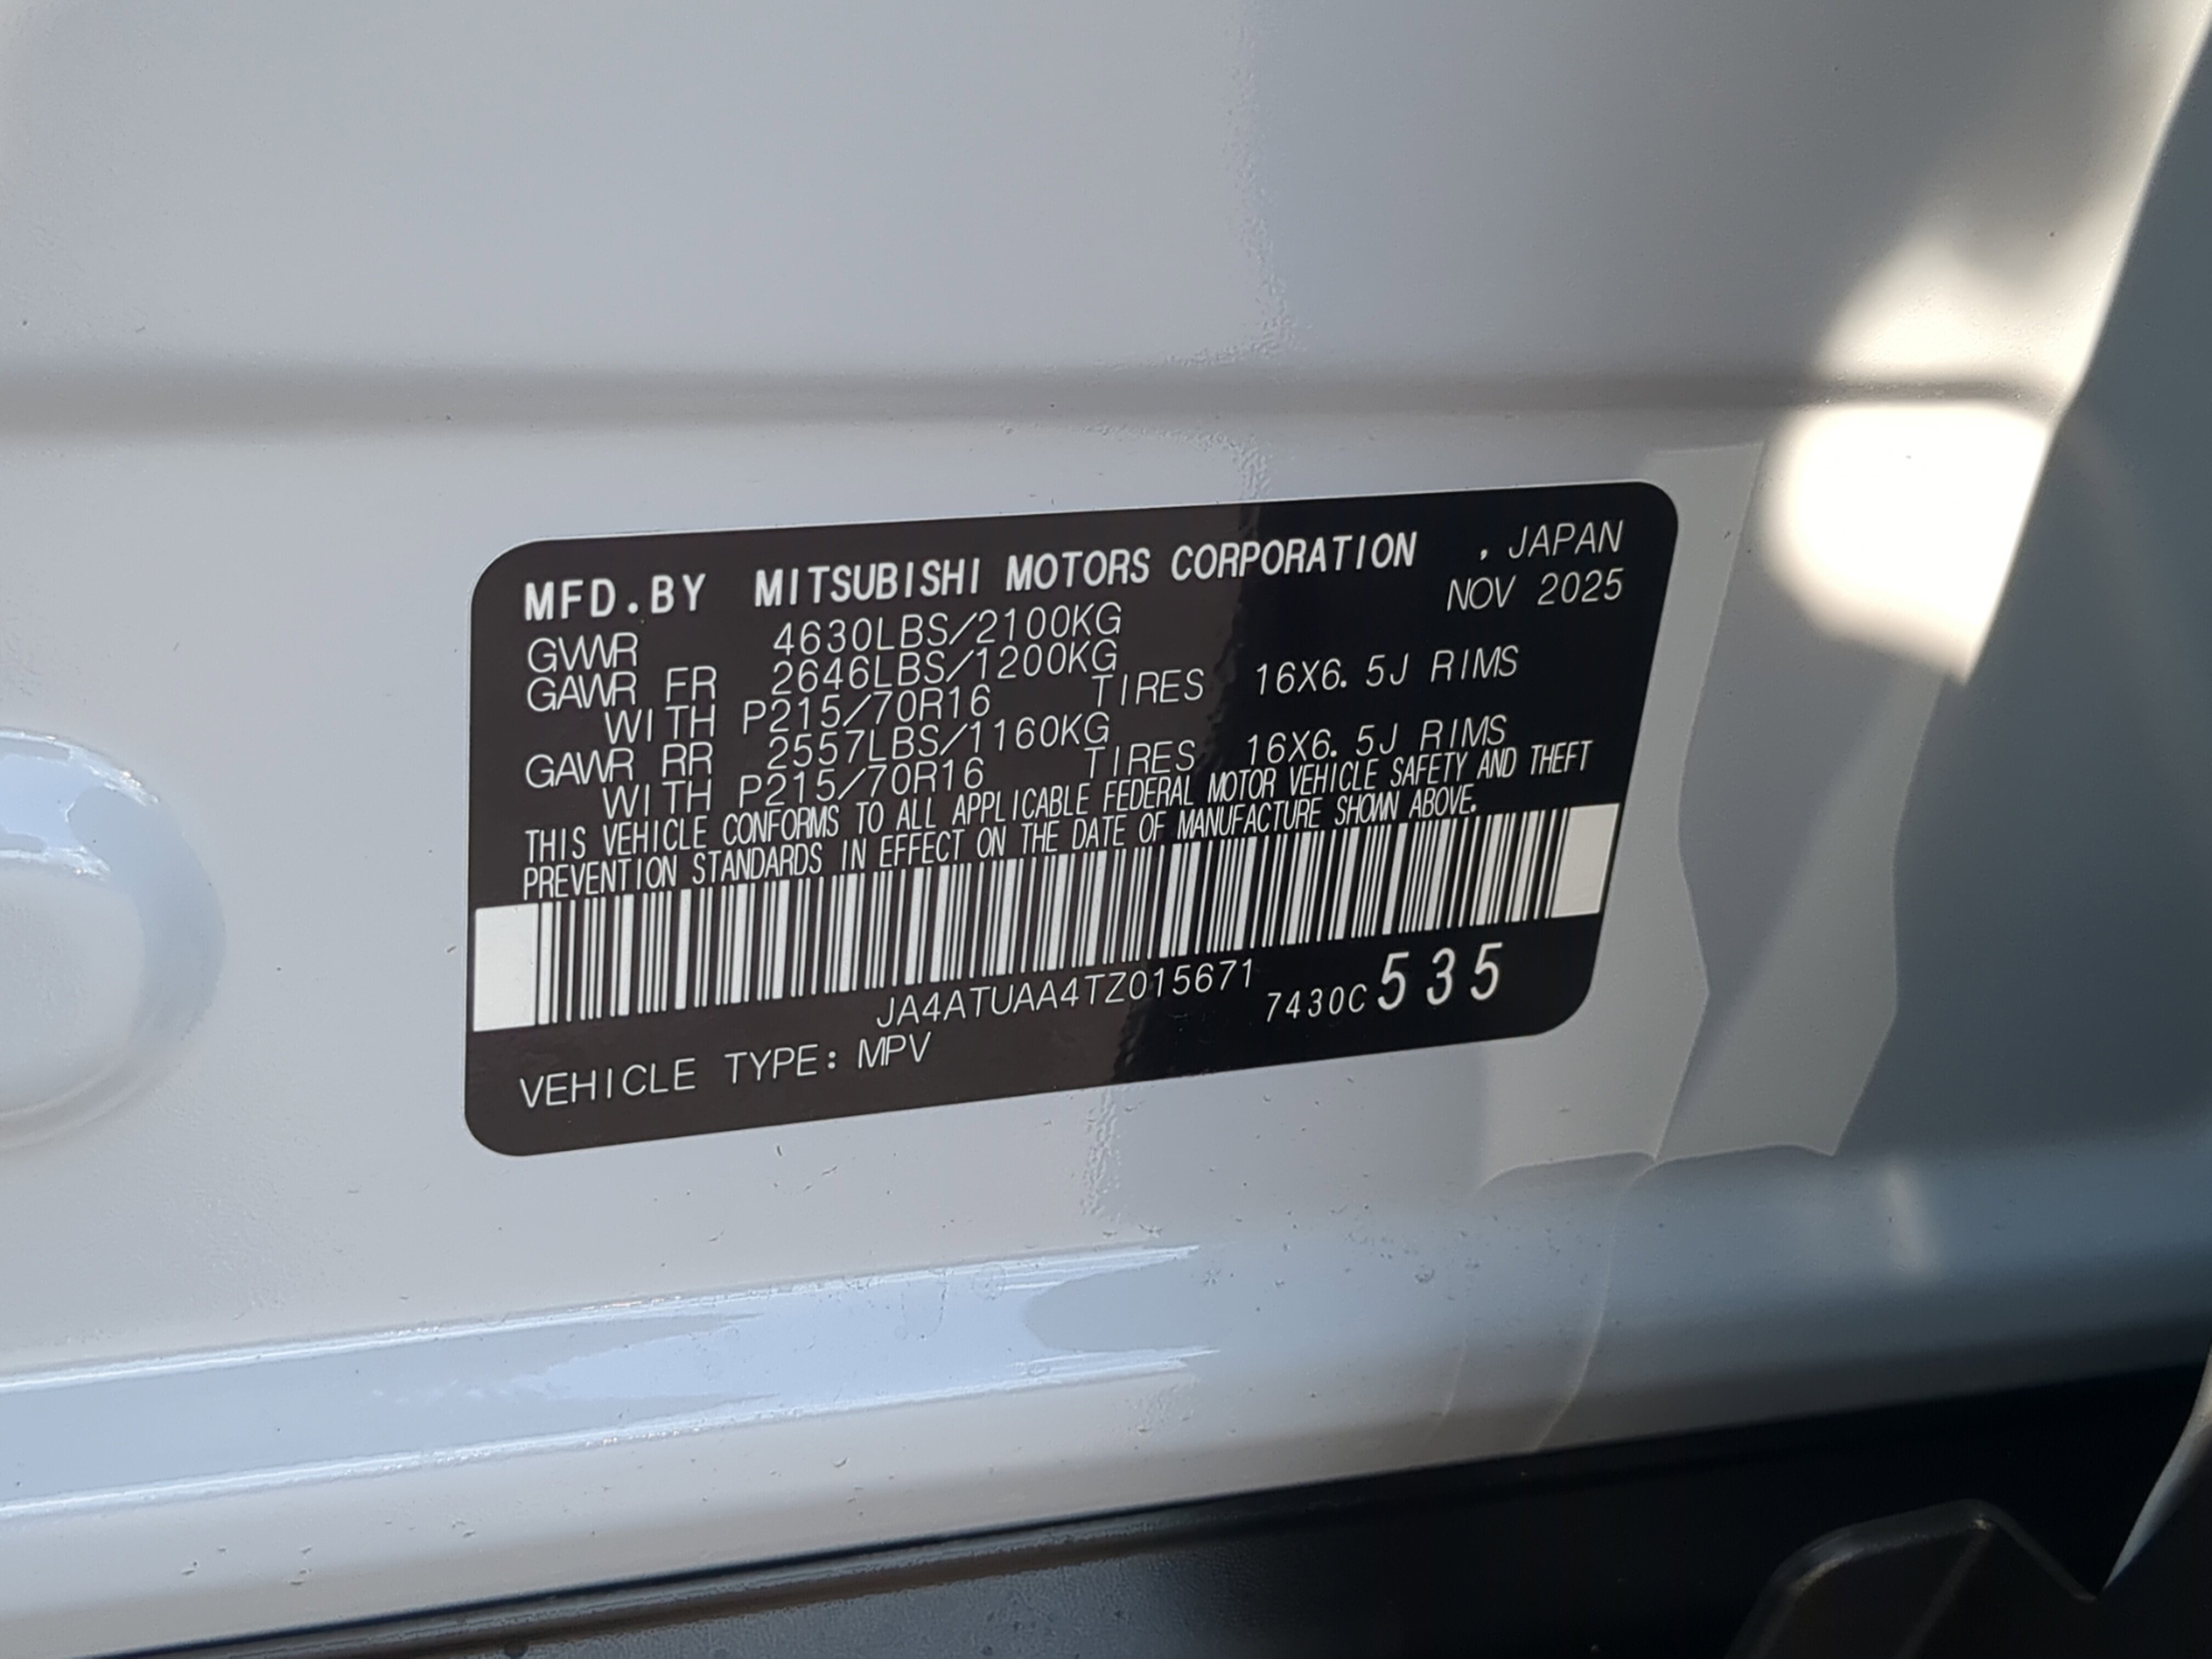 MFD.BY MITSUBISHI MOTORS CORPORATION , JAPAN
NOV 2025
GVWR 4630LBS/2100KG
GAWR FR 2646LBS/1200KG
WITH P215/70R16 TIRES 16X6.5J RIMS
GAWR RR 2557LBS/1160KG
WITH P215/70R16 TIRES 16X6.5J RIMS
THIS VEHICLE CONFORMS TO ALL APPLICABLE FEDERAL MOTOR VEHICLE SAFETY AND THEFT
PREVENTION STANDARDS IN EFFECT ON THE DATE OF MANUFACTURE SHOWN ABOVE.
JA4ATUAA4TZ015671 7430C535
VEHICLE TYPE: MPV